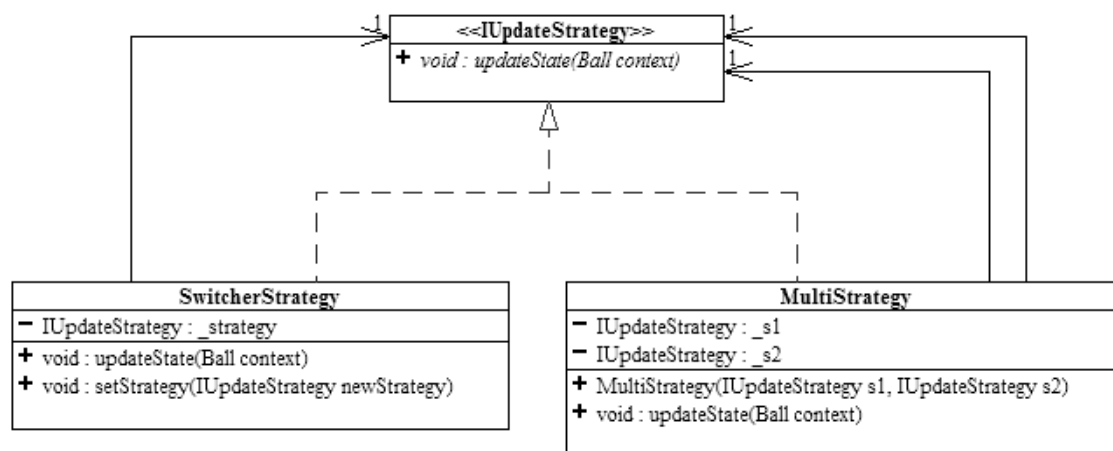 1
<<IUpdateStrategy>>
1
+ void : updateState(Ball context)
1
SwitcherStrategy
- IUpdateStrategy : _strategy
+ void : updateState(Ball context)
+ void : setStrategy(IUpdateStrategy newStrategy)
MultiStrategy
- IUpdateStrategy : _s1
- IUpdateStrategy : _s2
+ MultiStrategy(IUpdateStrategy s1, IUpdateStrategy s2)
+ void : updateState(Ball context)